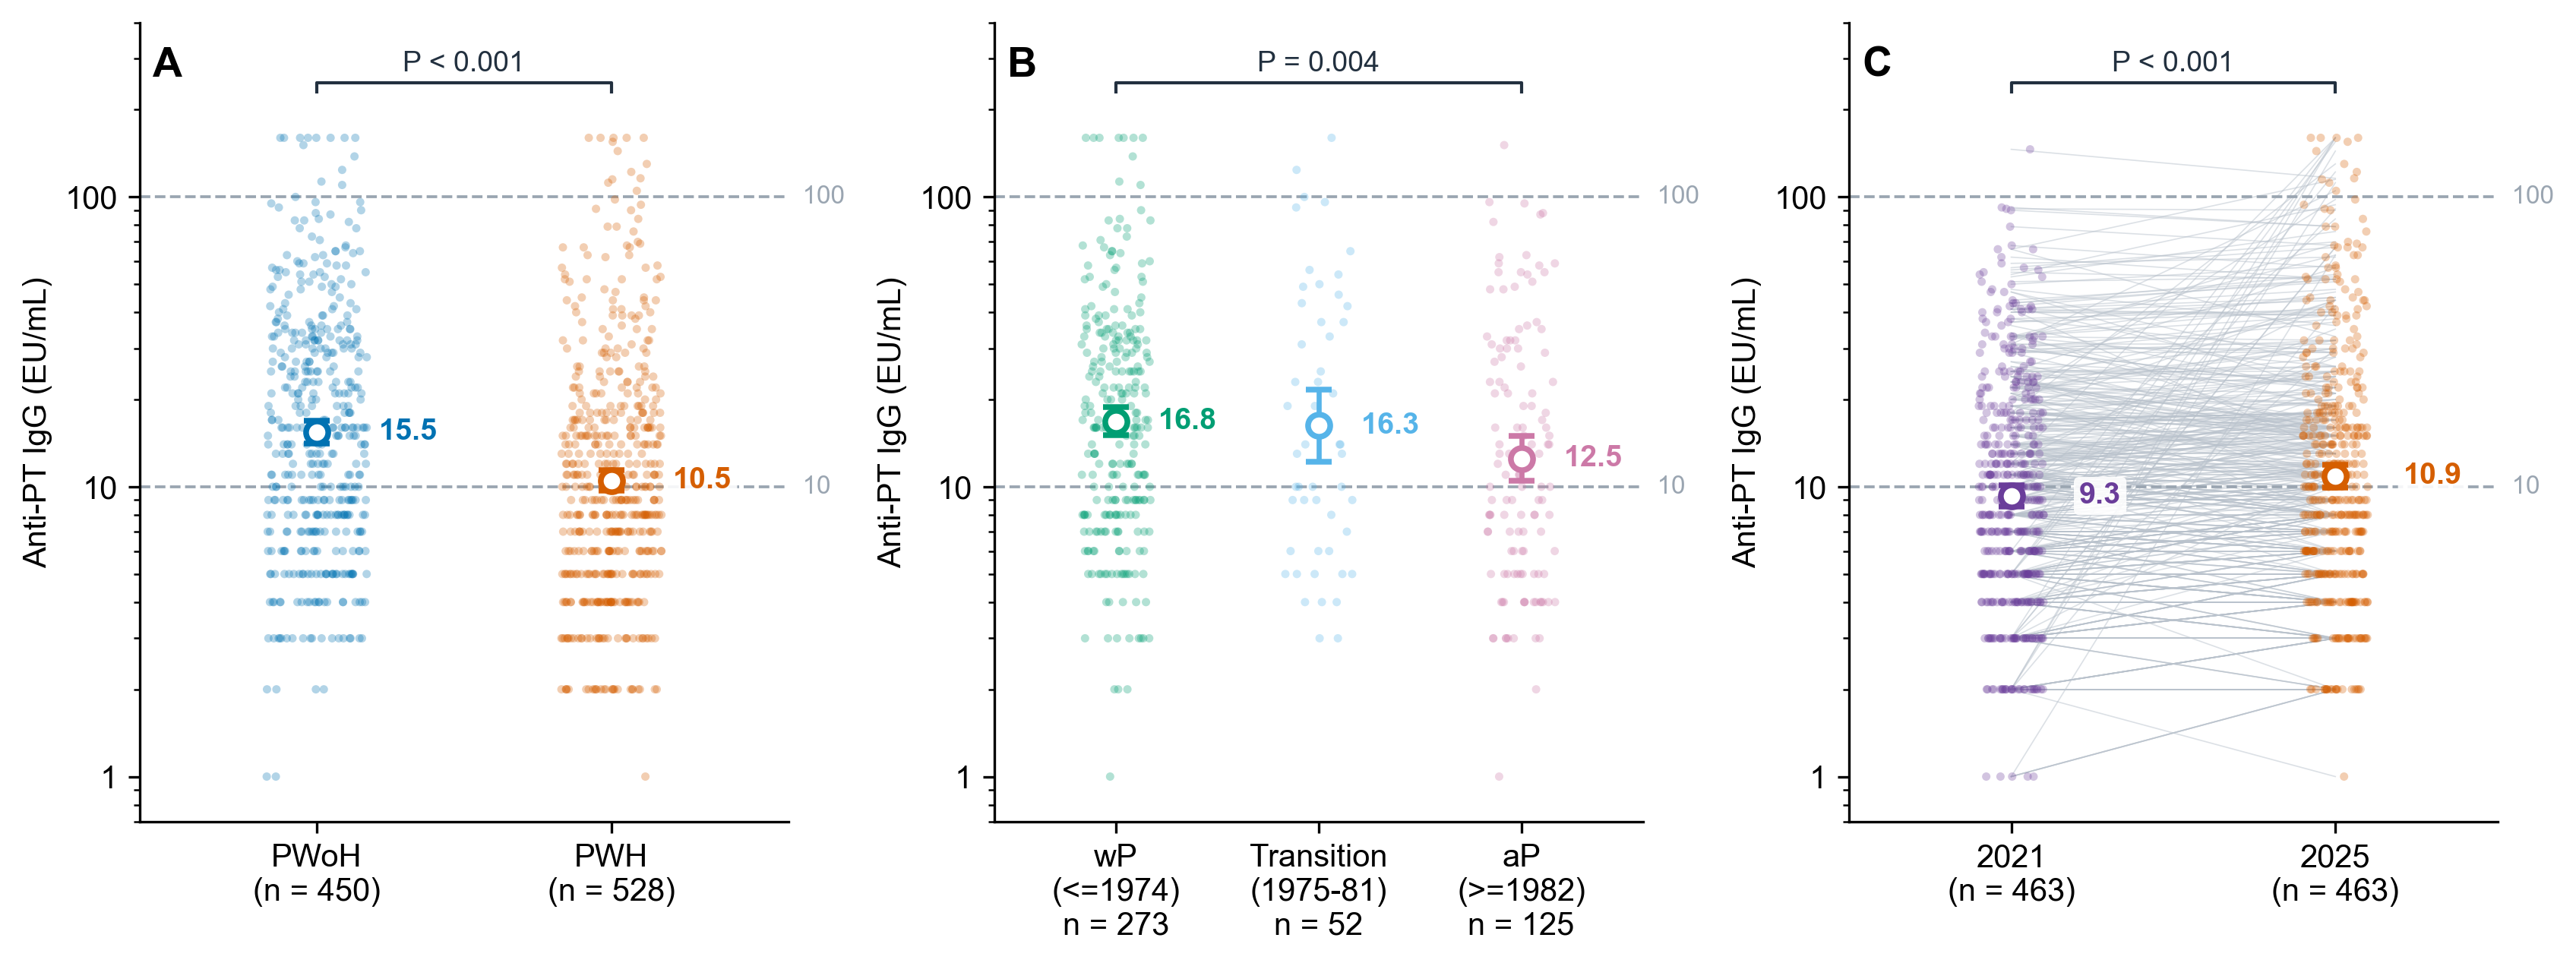 A
P < 0.001
Anti-PT IgG (EU/mL)
100
10
1
100
10
15.5
10.5
PWoH
(n = 450)
PWH
(n = 528)
B
P = 0.004
Anti-PT IgG (EU/mL)
100
10
1
100
10
16.8
16.3
12.5
wP
(<=1974)
n = 273
Transition
(1975-81)
n = 52
aP
(>=1982)
n = 125
C
P < 0.001
Anti-PT IgG (EU/mL)
100
10
1
100
10
9.3
10.9
2021
(n = 463)
2025
(n = 463)